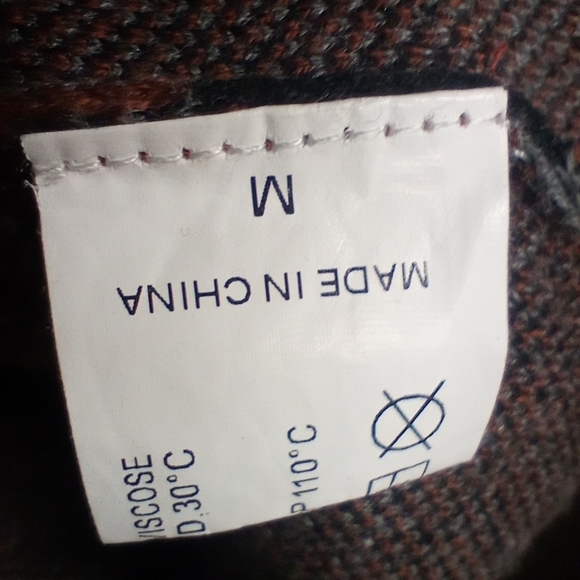 M
MADE IN CHINA
VISCOSE
D, 30°C
P 110°C